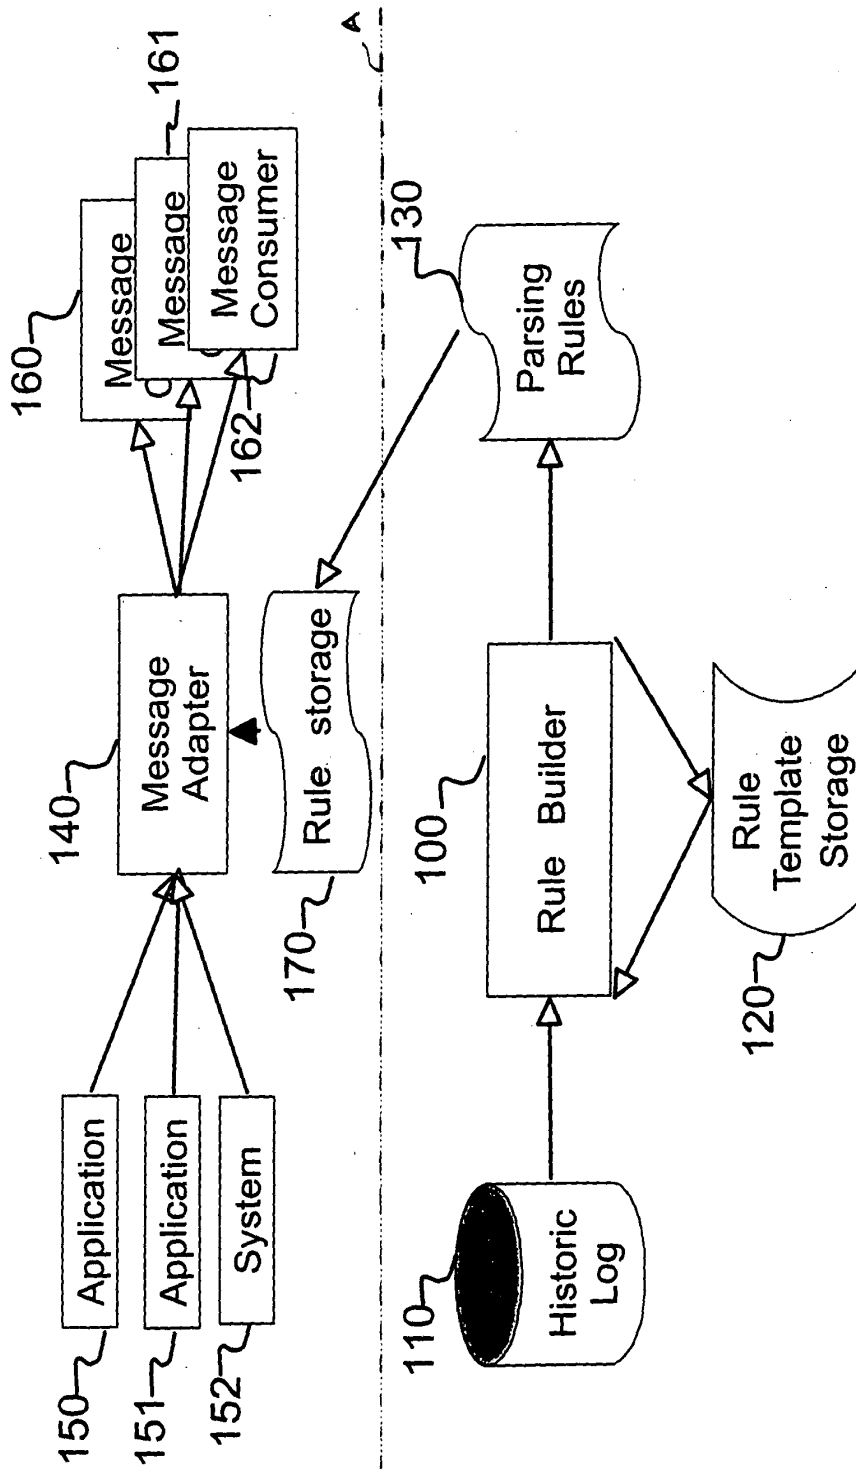 150
Application
151
Application
152
System
140
Message
Adapter
170
Rule storage
160
Message
C
161
Message
C
162
Message
Consumer
A
110
Historic
Log
100
Rule Builder
120
Rule
Template
Storage
130
Parsing
Rules